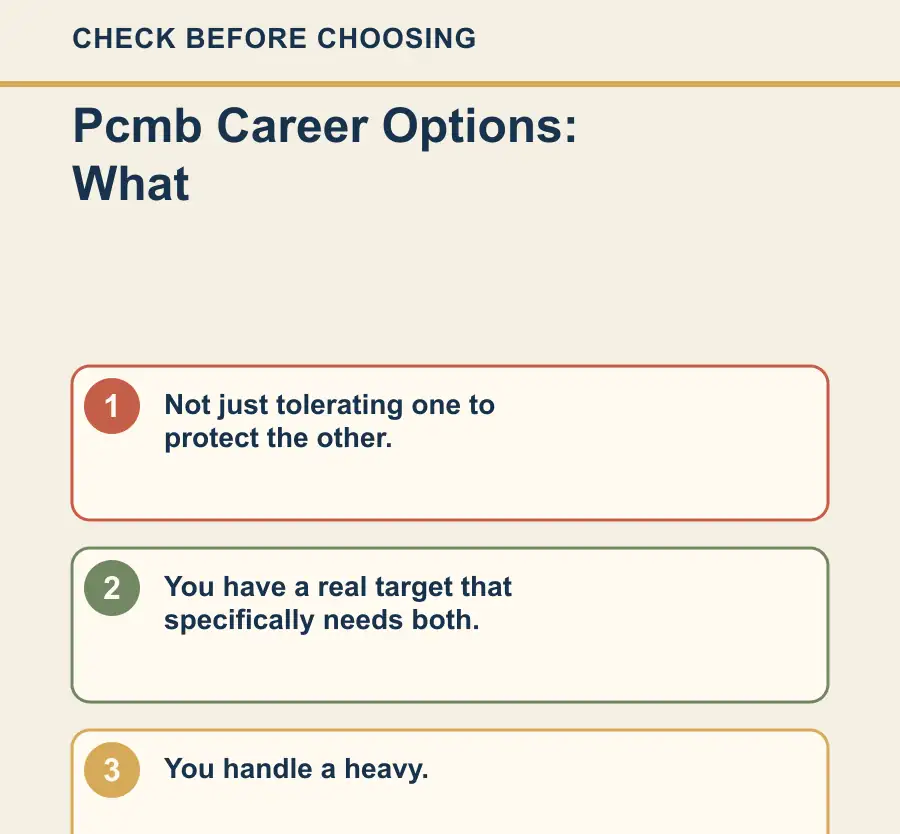 CHECK BEFORE CHOOSING
Pcmb Career Options:
What
1
Not just tolerating one to
protect the other.
2
You have a real target that
specifically needs both.
3
You handle a heavy.